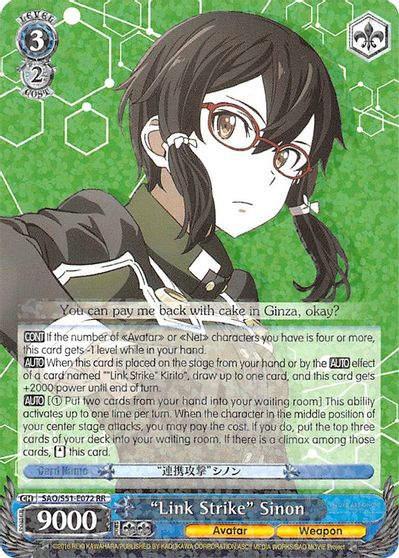 LEVEL
3
2
COST
You can pay me back with cake in Ginza, okay?
CONT If the number of «Avatar» or «Net» characters you have is four or more,
this card gets -1 level while in your hand.
AUTO When this card is placed on the stage from your hand or by the AUTO effect
of a card named ""Link Strike" Kirito", draw up to one card, and this card gets
+2000 power until end of turn.
AUTO [① Put two cards from your hand into your waiting room] This ability
activates up to one time per turn. When the character in the middle position of
your center stage attacks, you may pay the cost. If you do, put the top three
cards of your deck into your waiting room. If there is a climax among those
cards, [*] this card.
Card Name
"連携攻撃"シノン
CH
SAO/S51-E072 RR
9000
"Link Strike" Sinon
Avatar
Weapon
©2016 REKI KAWAHARA/PUBLISHED BY KADOKAWA CORPORATION ASCII MEDIA WORKS/SAO MOVIE Project